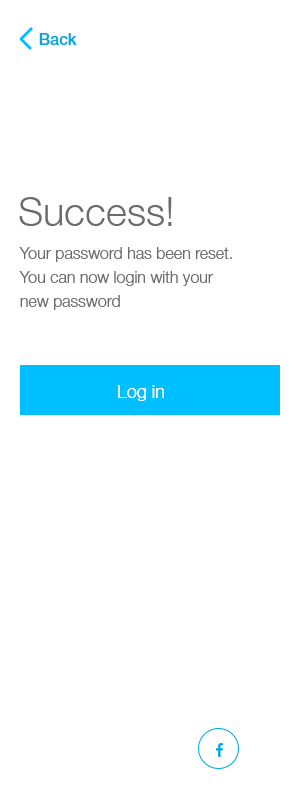 Back
Success!
Your password has been reset.
You can now login with your
new password
Log in
f